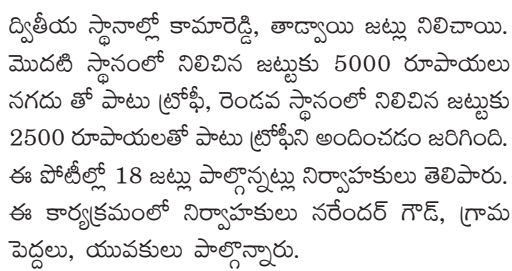 ద్వితీయ స్థానాల్లో కామారెడ్డి, తాడ్వాయి జట్లు నిలిచాయి.
మొదటి స్థానంలో నిలిచిన జట్టుకు 5000 రూపాయలు
నగదు తో పాటు ట్రోఫీ, రెండవ స్థానంలో నిలిచిన జట్టుకు
2500 రూపాయలతో పాటు ట్రోఫీని అందించడం జరిగింది.
ఈ పోటీల్లో 18 జట్లు పాల్గొన్నట్లు నిర్వాహకులు తెలిపారు.
ఈ కార్యక్రమంలో నిర్వాహకులు నరేందర్ గౌడ్, గ్రామ
పెద్దలు, యువకులు పాల్గొన్నారు.